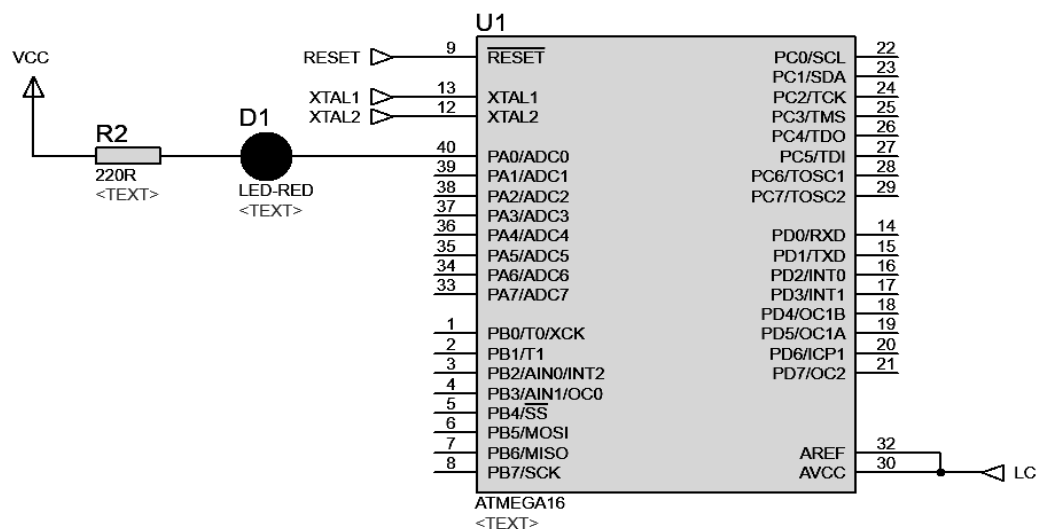 U1
VCC
RESET 9 RESET
XTAL1 13 XTAL1
XTAL2 12 XTAL2
D1
R2
220R
<TEXT>
LED-RED
<TEXT>
40 PA0/ADC0
39 PA1/ADC1
38 PA2/ADC2
37 PA3/ADC3
36 PA4/ADC4
35 PA5/ADC5
34 PA6/ADC6
33 PA7/ADC7
1 PB0/T0/XCK
2 PB1/T1
3 PB2/AIN0/INT2
4 PB3/AIN1/OC0
5 PB4/SS
6 PB5/MOSI
7 PB6/MISO
8 PB7/SCK
PC0/SCL 22
PC1/SDA 23
PC2/TCK 24
PC3/TMS 25
PC4/TDO 26
PC5/TDI 27
PC6/TOSC1 28
PC7/TOSC2 29
PD0/RXD 14
PD1/TXD 15
PD2/INT0 16
PD3/INT1 17
PD4/OC1B 18
PD5/OC1A 19
PD6/ICP1 20
PD7/OC2 21
AREF 32
AVCC 30 LC
ATMEGA16
<TEXT>